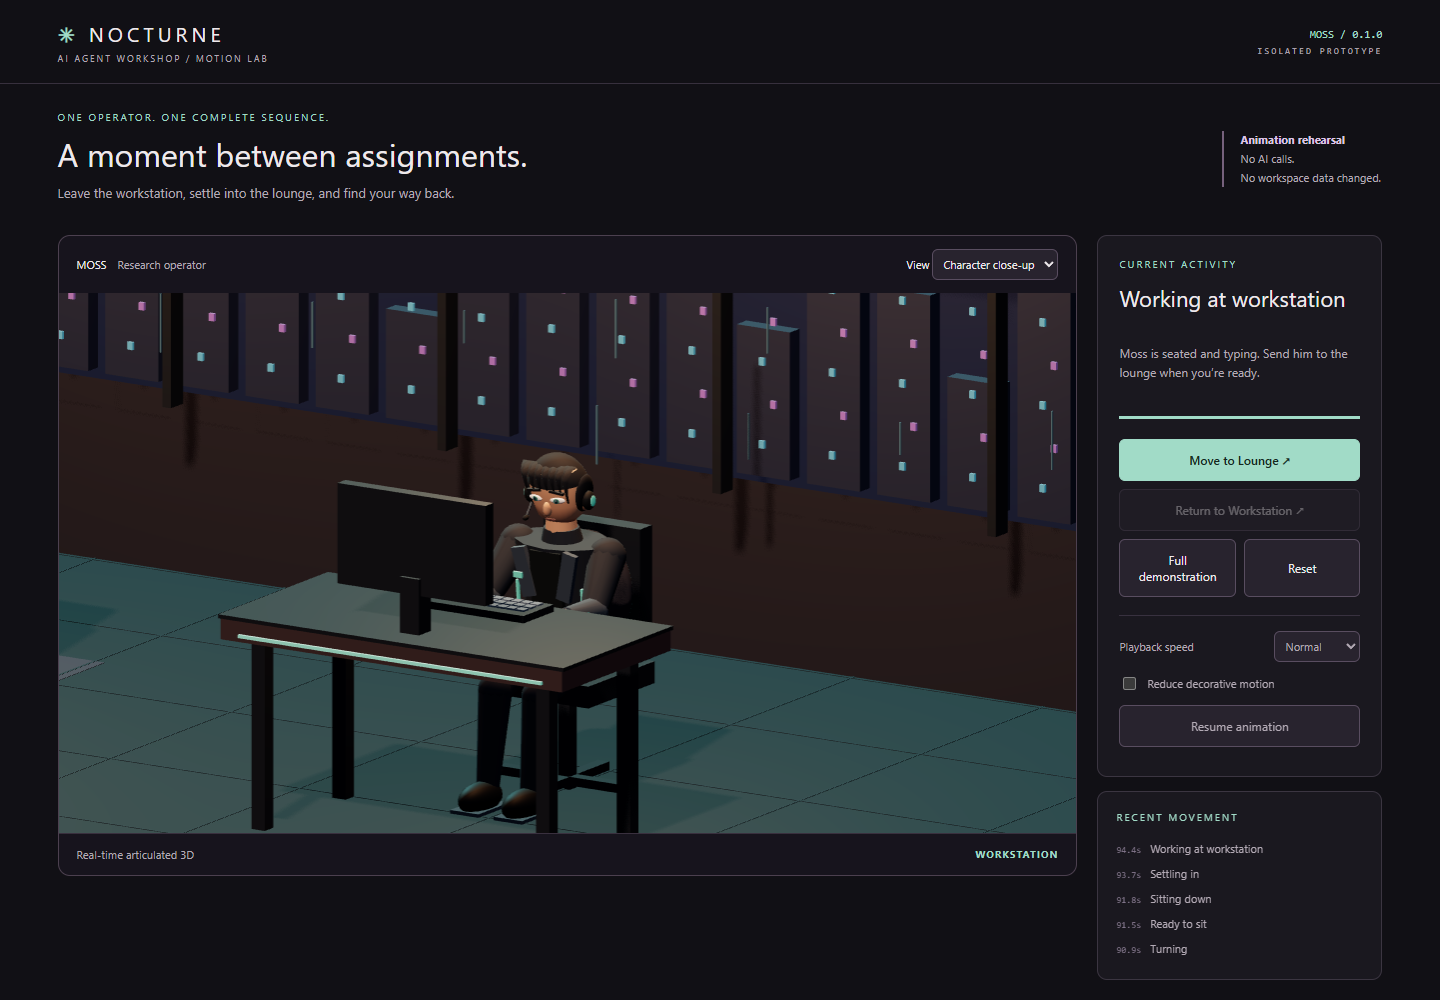 NOCTURNE
AI AGENT WORKSHOP / MOTION LAB
MOSS / 0.1.0
ISOLATED PROTOTYPE
ONE OPERATOR. ONE COMPLETE SEQUENCE.
A moment between assignments.
Leave the workstation, settle into the lounge, and find your way back.
Animation rehearsal
No AI calls.
No workspace data changed.
MOSS Research operator
View Character close-up
Real-time articulated 3D
WORKSTATION
CURRENT ACTIVITY
Working at workstation
Moss is seated and typing. Send him to the
lounge when you're ready.
Move to Lounge ↗
Return to Workstation ↗
Full
demonstration
Reset
Playback speed Normal
Reduce decorative motion
Resume animation
RECENT MOVEMENT
94.4s Working at workstation
93.7s Settling in
91.8s Sitting down
91.5s Ready to sit
90.9s Turning